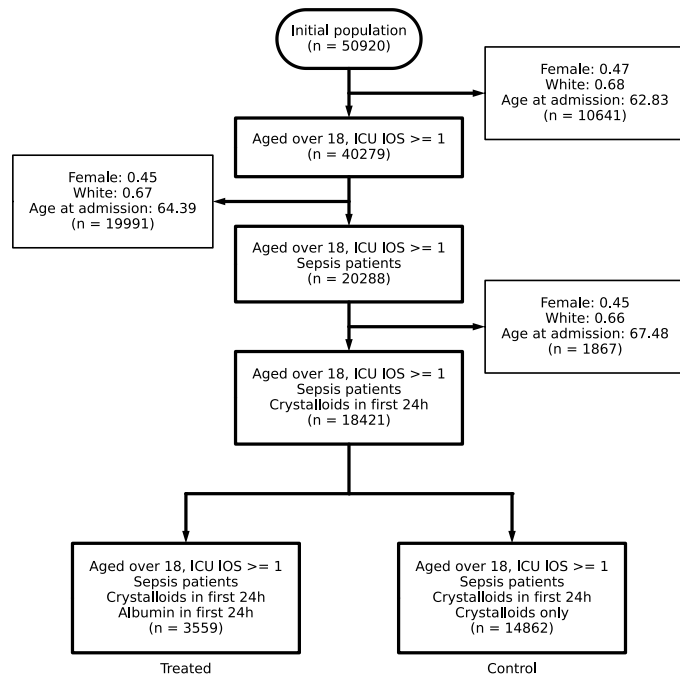 Initial population
(n = 50920)
Female: 0.47
White: 0.68
Age at admission: 62.83
(n = 10641)
Aged over 18, ICU lOS >= 1
(n = 40279)
Female: 0.45
White: 0.67
Age at admission: 64.39
(n = 19991)
Aged over 18, ICU lOS >= 1
Sepsis patients
(n = 20288)
Female: 0.45
White: 0.66
Age at admission: 67.48
(n = 1867)
Aged over 18, ICU lOS >= 1
Sepsis patients
Crystalloids in first 24h
(n = 18421)
Aged over 18, ICU lOS >= 1
Sepsis patients
Crystalloids in first 24h
Albumin in first 24h
(n = 3559)
Treated
Aged over 18, ICU lOS >= 1
Sepsis patients
Crystalloids in first 24h
Crystalloids only
(n = 14862)
Control